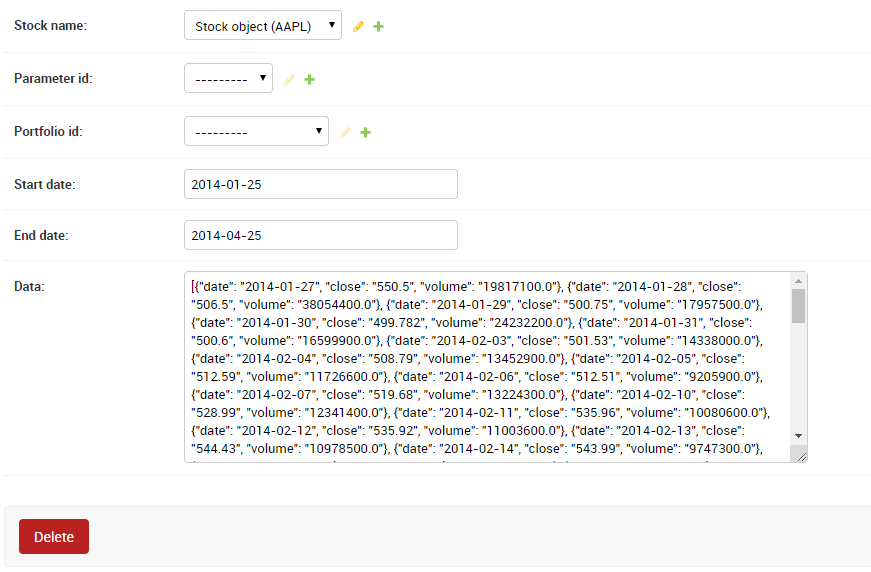 Stock name: Stock object (AAPL)
Parameter id: ---------
Portfolio id: ---------
Start date: 2014-01-25
End date: 2014-04-25
Data: [{"date": "2014-01-27", "close": "550.5", "volume": "19817100.0"}, {"date": "2014-01-28", "close":
"506.5", "volume": "38054400.0"}, {"date": "2014-01-29", "close": "500.75", "volume": "17957500.0"},
{"date": "2014-01-30", "close": "499.782", "volume": "24232200.0"}, {"date": "2014-01-31", "close":
"500.6", "volume": "16599900.0"}, {"date": "2014-02-03", "close": "501.53", "volume": "14338000.0"},
{"date": "2014-02-04", "close": "508.79", "volume": "13452900.0"}, {"date": "2014-02-05", "close":
"512.59", "volume": "11726600.0"}, {"date": "2014-02-06", "close": "512.51", "volume": "9205900.0"},
{"date": "2014-02-07", "close": "519.68", "volume": "13224300.0"}, {"date": "2014-02-10", "close":
"528.99", "volume": "12341400.0"}, {"date": "2014-02-11", "close": "535.96", "volume": "10080600.0"},
{"date": "2014-02-12", "close": "535.92", "volume": "11003600.0"}, {"date": "2014-02-13", "close":
"544.43", "volume": "10978500.0"}, {"date": "2014-02-14", "close": "543.99", "volume": "9747300.0"},
Delete